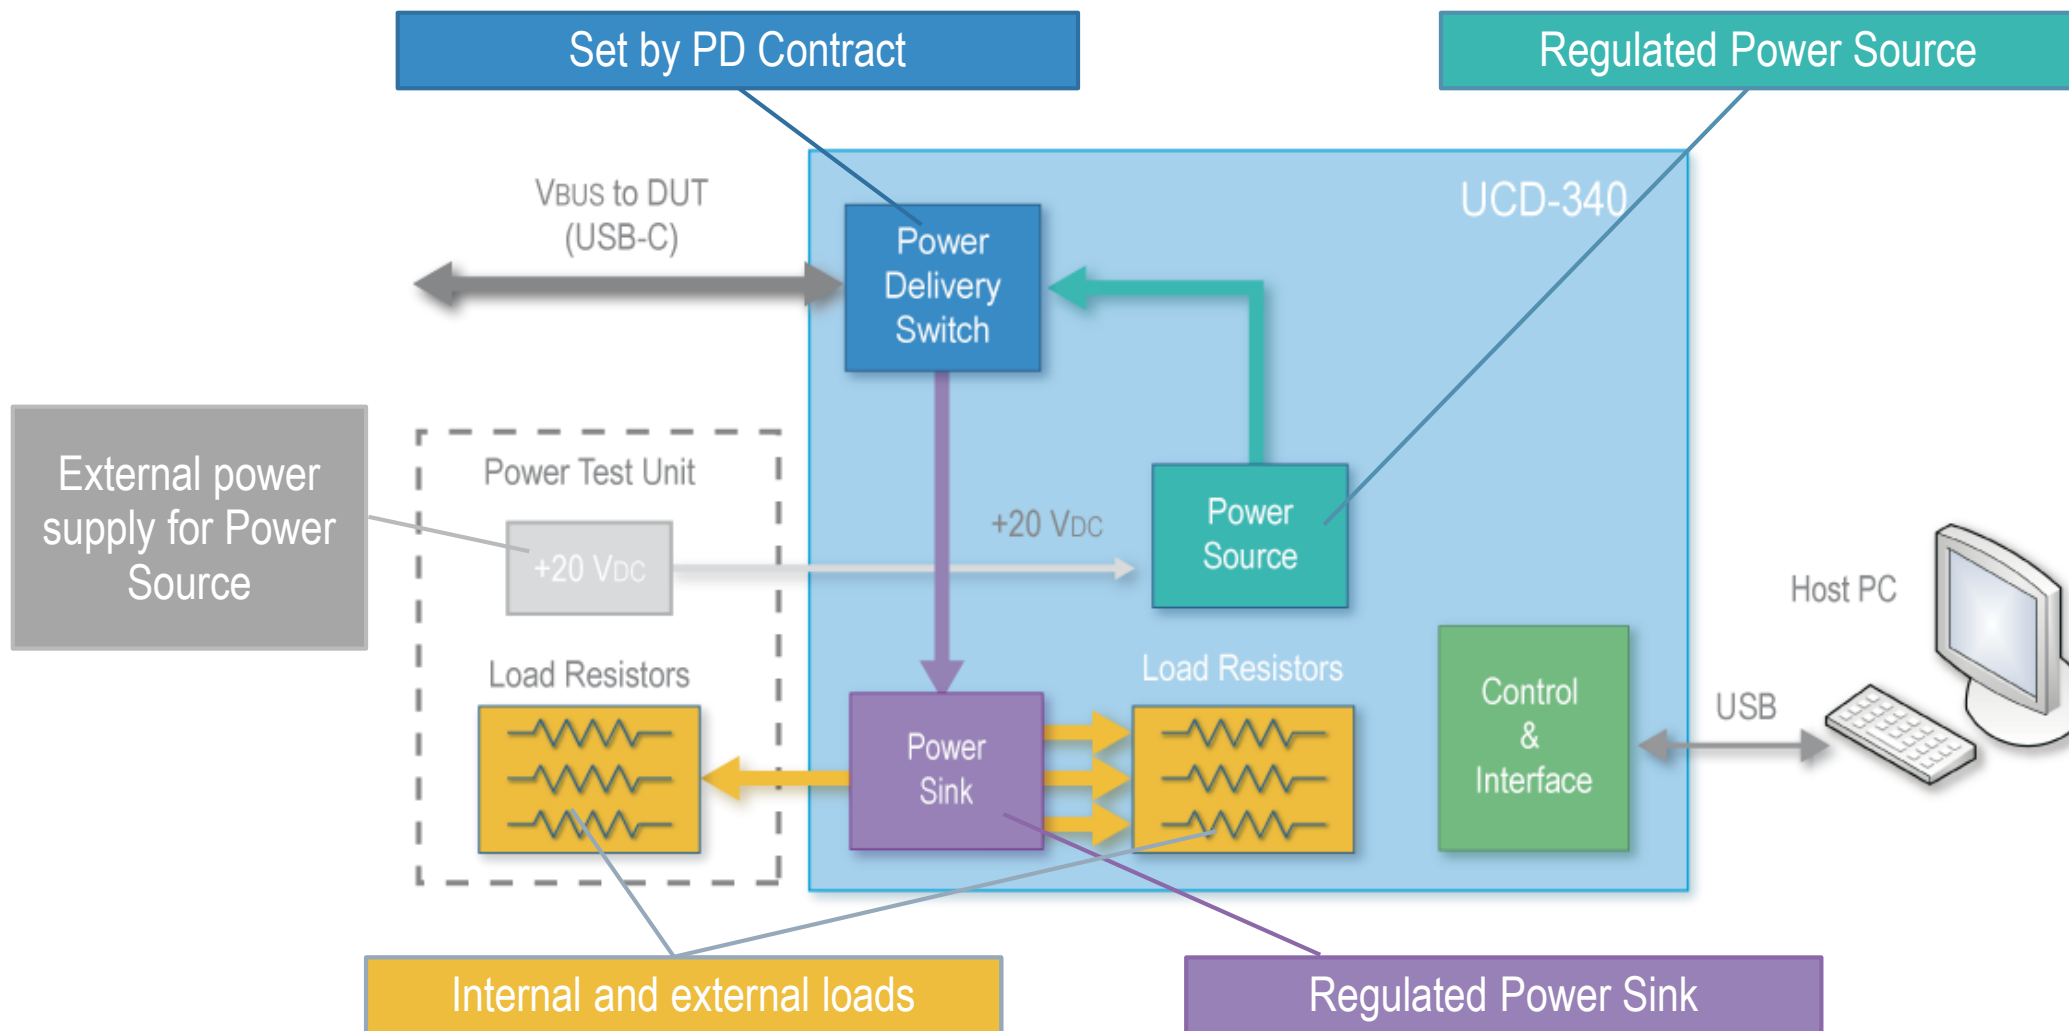 Set by PD Contract
Regulated Power Source
UCD-340
VBUS to DUT
(USB-C)
Power
Delivery
Switch
External power
supply for Power
Source
Power Test Unit
+20 VDC
+20 VDC
Power
Source
Host PC
Load Resistors
Load Resistors
Control
&
Interface
USB
Power
Sink
Internal and external loads
Regulated Power Sink